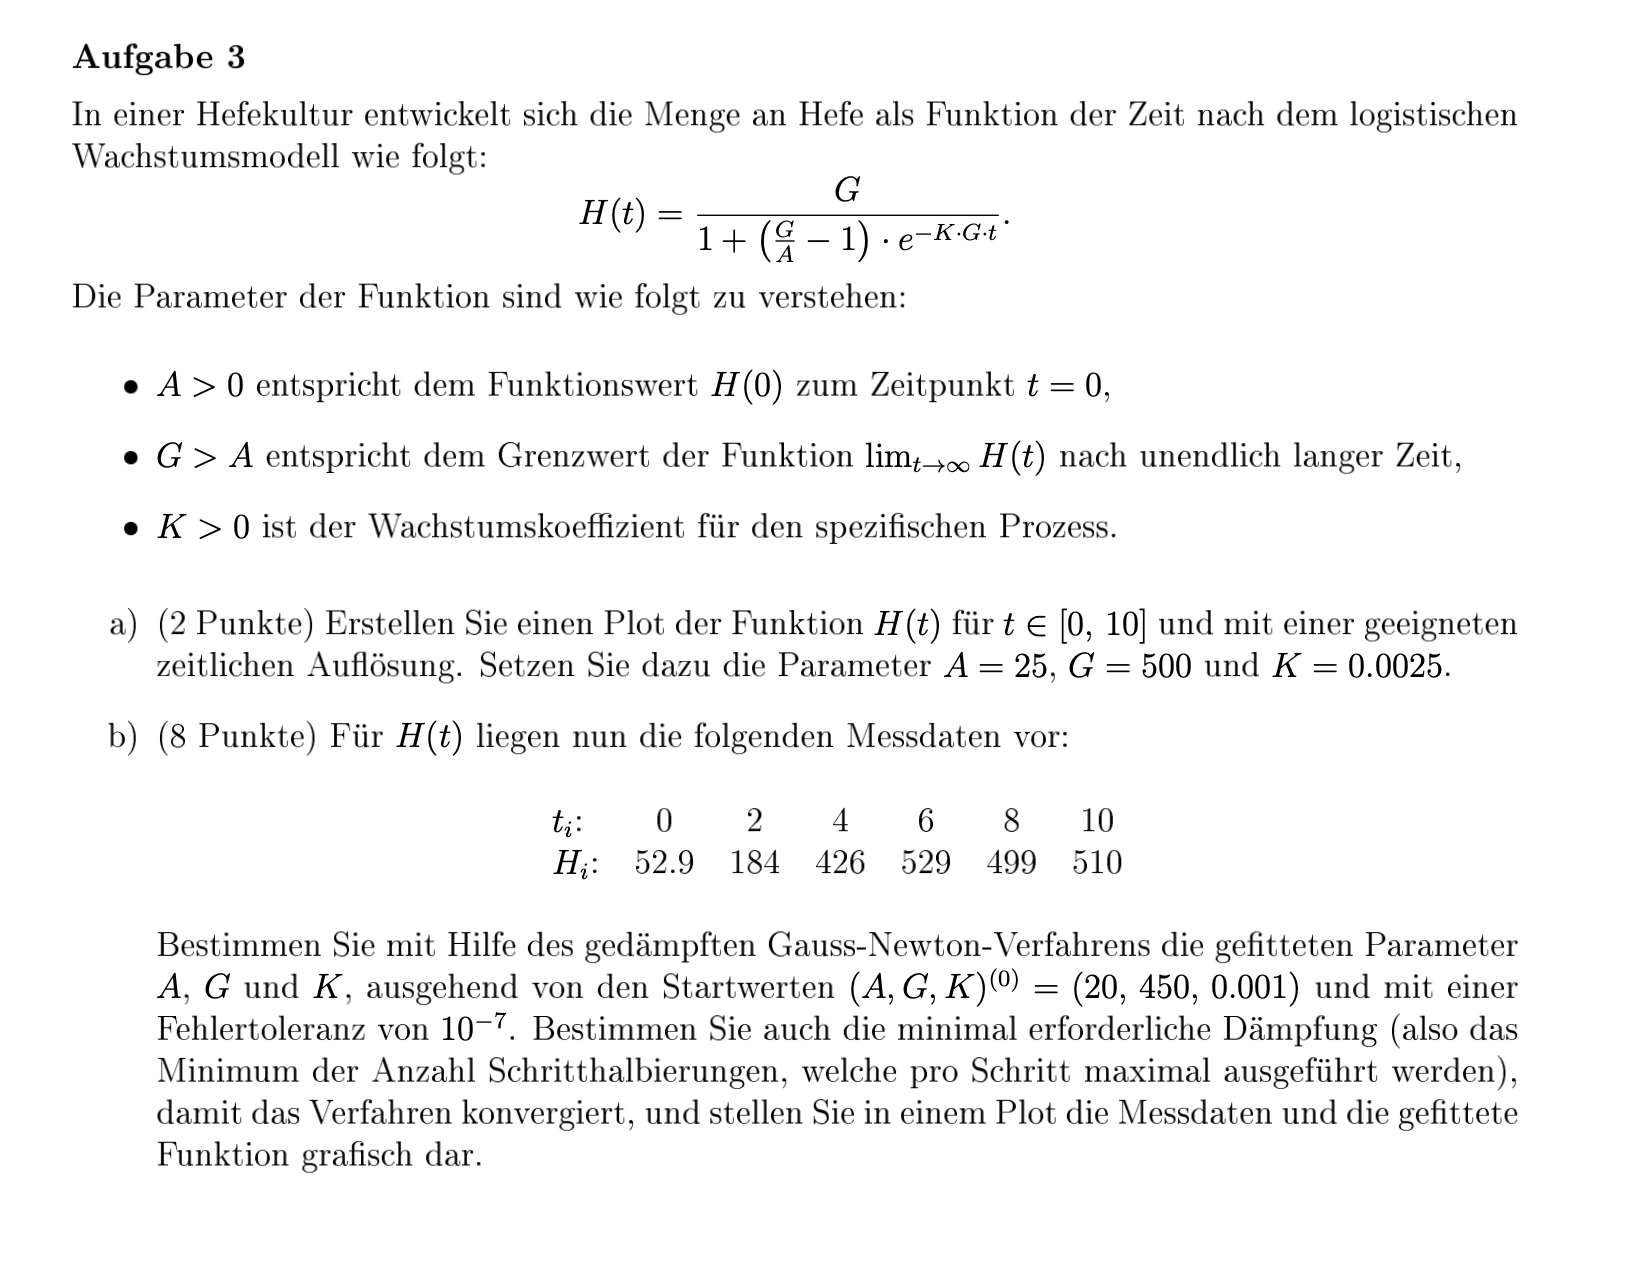 Aufgabe 3
In einer Hefekultur entwickelt sich die Menge an Hefe als Funktion der Zeit nach dem logistischen
Wachstumsmodell wie folgt:
H(t) = \frac{G}{1 + (\frac{G}{A} − 1) · e^{−K·G·t}}.
Die Parameter der Funktion sind wie folgt zu verstehen:
• A > 0 entspricht dem Funktionswert H(0) zum Zeitpunkt t = 0,
• G > A entspricht dem Grenzwert der Funktion lim_{t→∞} H(t) nach unendlich langer Zeit,
• K > 0 ist der Wachstumskoeffizient für den spezifischen Prozess.
a) (2 Punkte) Erstellen Sie einen Plot der Funktion H(t) für t ∈ [0, 10] und mit einer geeigneten
zeitlichen Auflösung. Setzen Sie dazu die Parameter A = 25, G = 500 und K = 0.0025.
b) (8 Punkte) Für H(t) liegen nun die folgenden Messdaten vor:
t_i: 0 2 4 6 8 10
H_i: 52.9 184 426 529 499 510
Bestimmen Sie mit Hilfe des gedämpften Gauss-Newton-Verfahrens die gefitteten Parameter
A, G und K, ausgehend von den Startwerten (A, G, K)^{(0)} = (20, 450, 0.001) und mit einer
Fehlertoleranz von 10^{−7}. Bestimmen Sie auch die minimal erforderliche Dämpfung (also das
Minimum der Anzahl Schritthalbierungen, welche pro Schritt maximal ausgeführt werden),
damit das Verfahren konvergiert, und stellen Sie in einem Plot die Messdaten und die gefittete
Funktion grafisch dar.